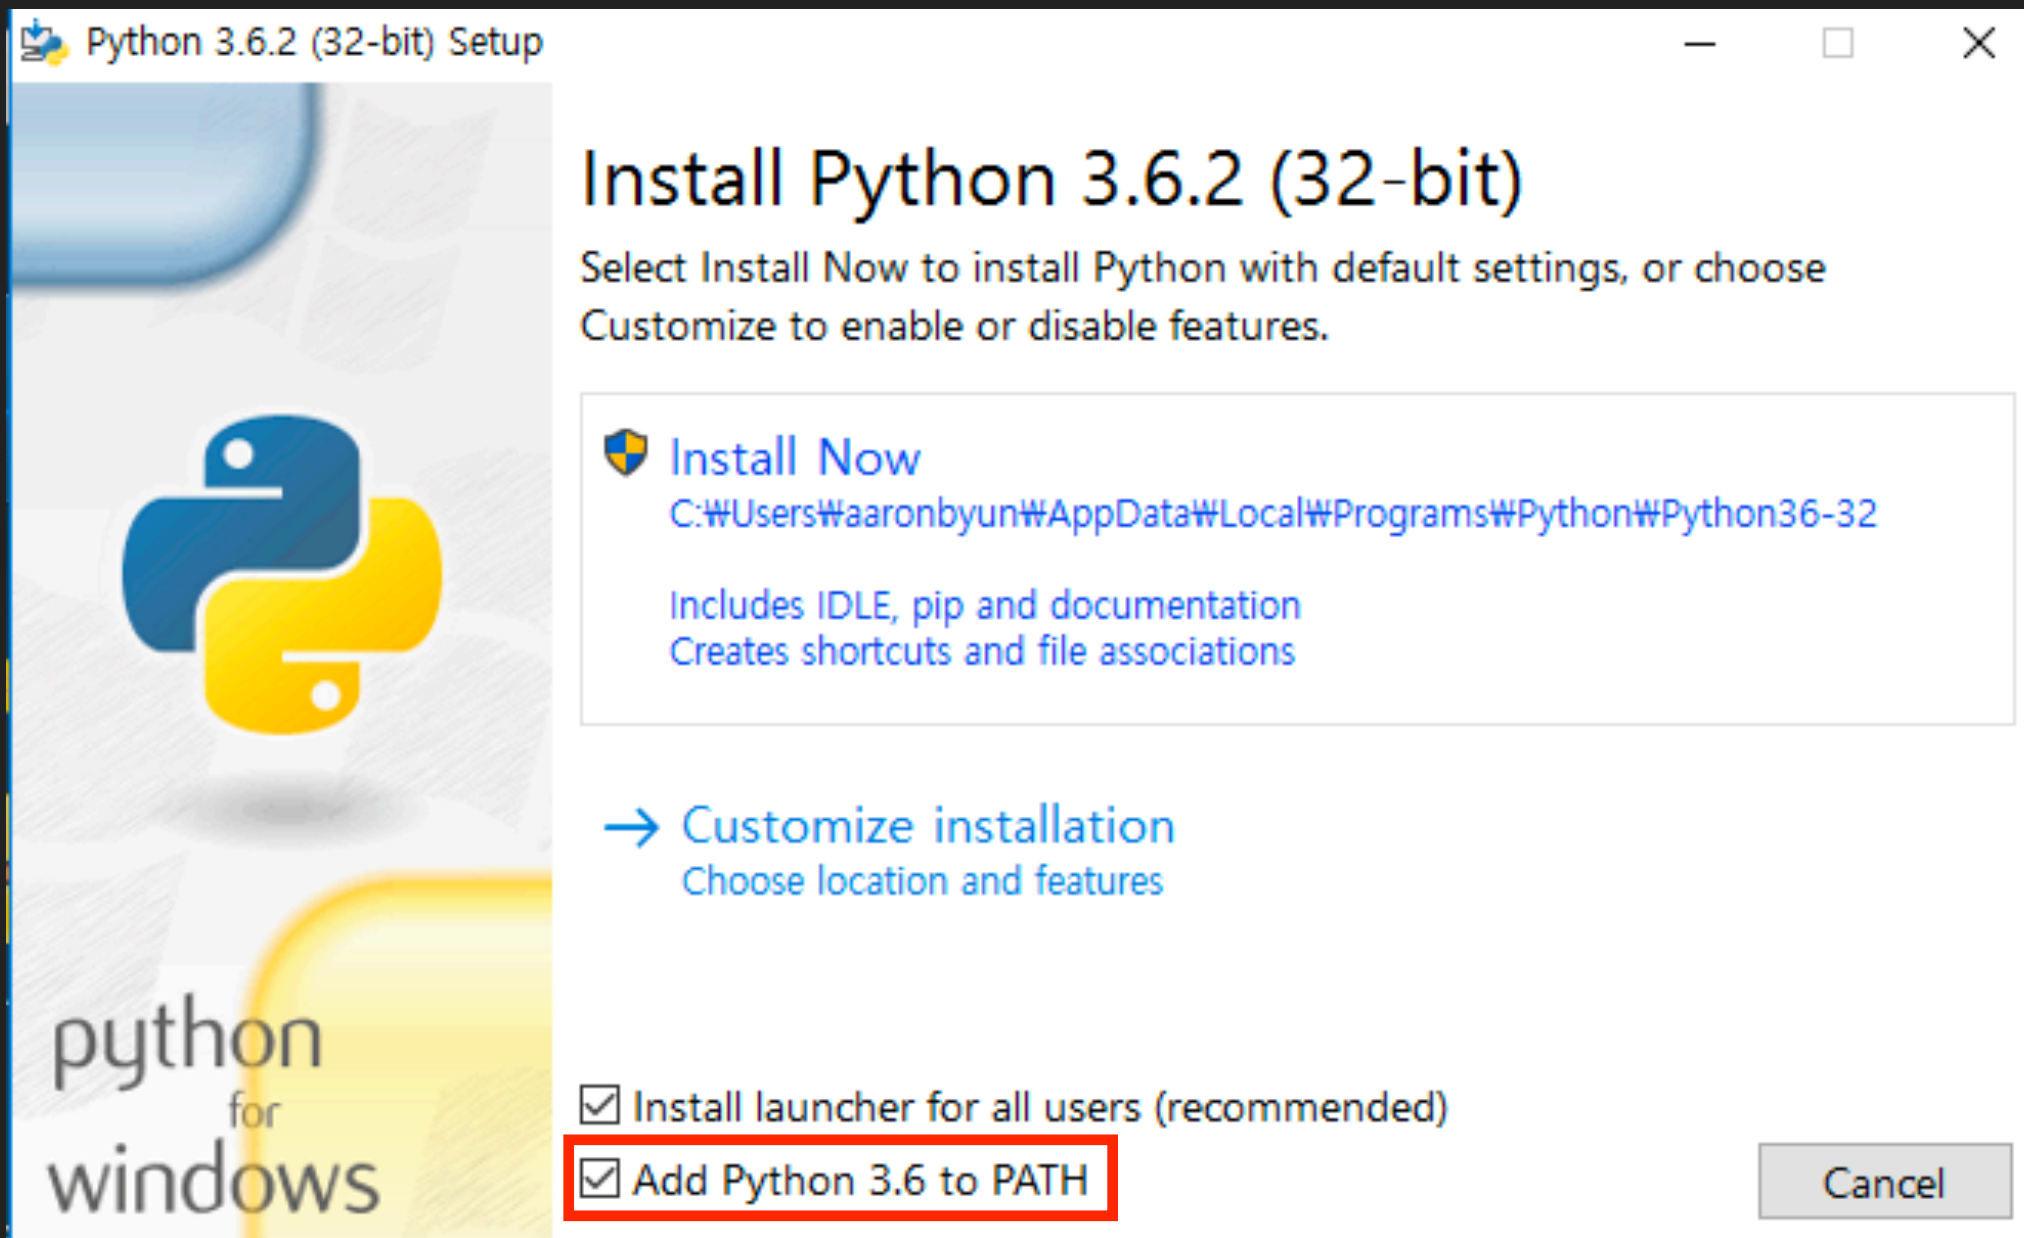 Python 3.6.2 (32-bit) Setup
Install Python 3.6.2 (32-bit)
Select Install Now to install Python with default settings, or choose
Customize to enable or disable features.
Install Now
C:₩Users₩aaronbyun₩AppData₩Local₩Programs₩Python₩Python36-32
Includes IDLE, pip and documentation
Creates shortcuts and file associations
Customize installation
Choose location and features
Install launcher for all users (recommended)
Add Python 3.6 to PATH
Cancel
python
for
windows